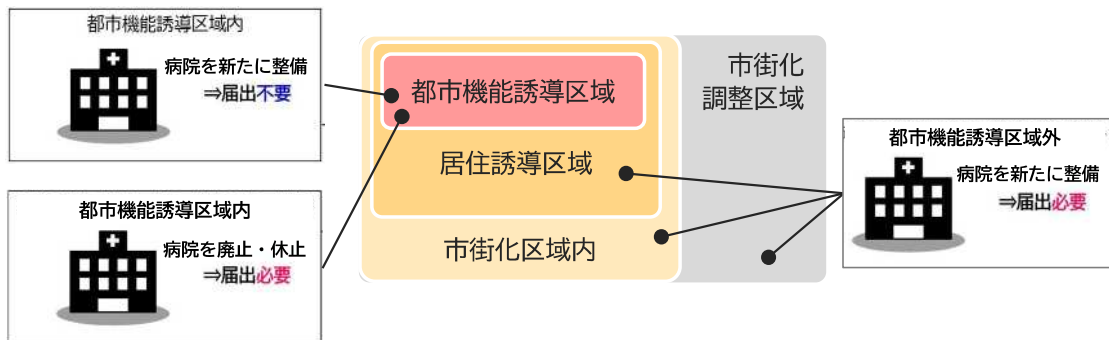 都市機能誘導区域内
病院を新たに整備
⇒届出不要
都市機能誘導区域内
病院を廃止・休止
⇒届出必要
都市機能誘導区域
居住誘導区域
市街化区域内
市街化
調整区域
都市機能誘導区域外
病院を新たに整備
⇒届出必要